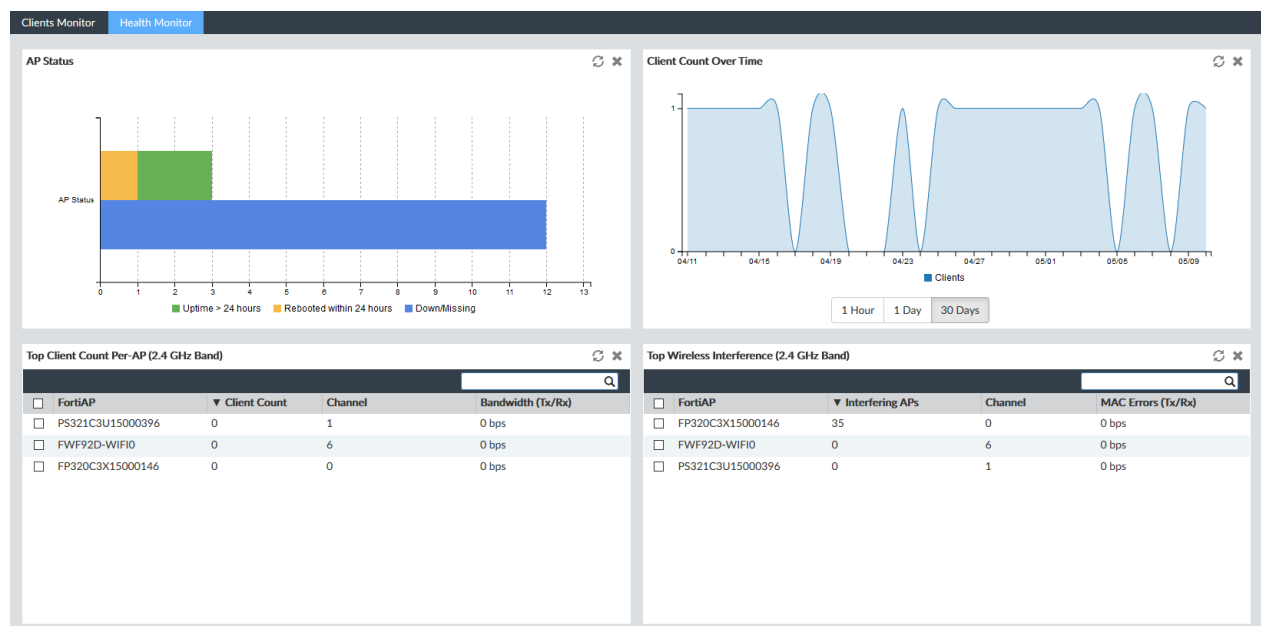 Clients Monitor Health Monitor
AP Status
AP Status
0 1 2 3 4 5 6 7 8 9 10 11 12 13
Uptime > 24 hours Rebooted within 24 hours Down/Missing
Client Count Over Time
1
0
04/11 04/15 04/19 04/23 04/27 05/01 05/05 05/09
Clients
1 Hour 1 Day 30 Days
Top Client Count Per-AP (2.4 GHz Band)
FortiAP ▼ Client Count Channel Bandwidth (Tx/Rx)
PS321C3U15000396 0 1 0 bps
FWF92D-WIFI0 0 6 0 bps
FP320C3X15000146 0 0 0 bps
Top Wireless Interference (2.4 GHz Band)
FortiAP ▼ Interfering APs Channel MAC Errors (Tx/Rx)
FP320C3X15000146 35 0 0 bps
FWF92D-WIFI0 0 6 0 bps
PS321C3U15000396 0 1 0 bps